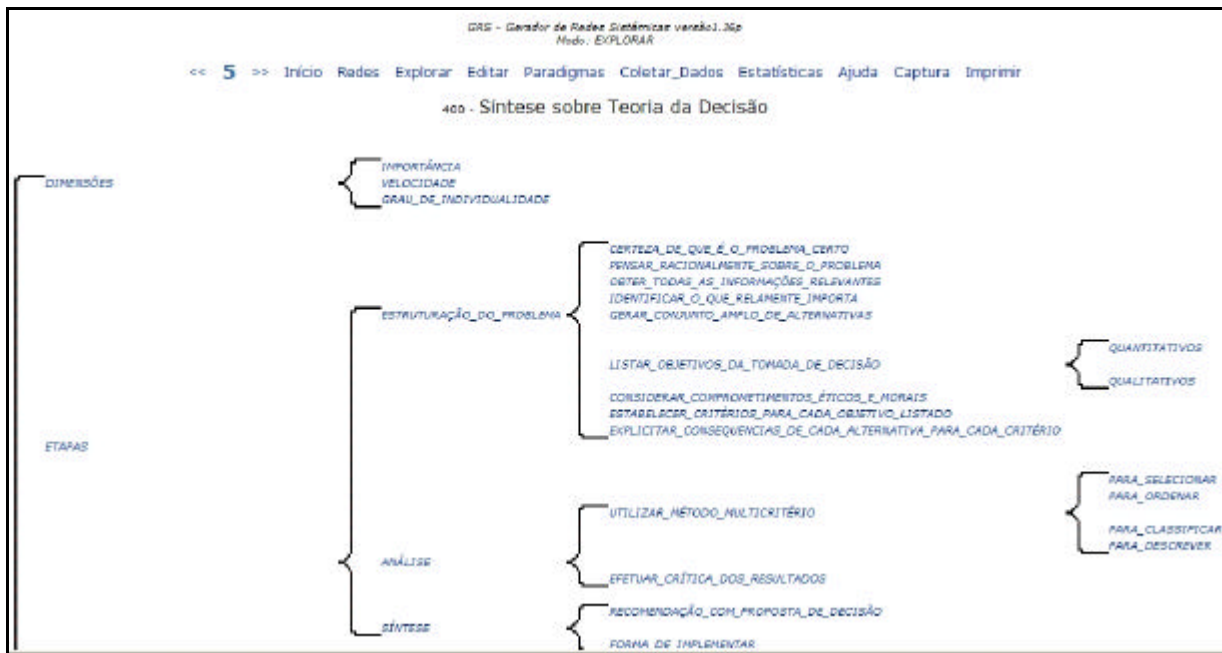 GRS - Gerador de Redes Sistêmicas versão1.36p
Modo: EXPLORAR
<< 5 >> Início Redes Explorar Editar Paradigmas Coletar_Dados Estatísticas Ajuda Captura Imprimir
400 - Síntese sobre Teoria da Decisão
DIMENSÕES
IMPORTÂNCIA
VELOCIDADE
GRAU_DE_INDIVIDUALIDADE
ETAPAS
ESTRUTURAÇÃO_DO_PROBLEMA
CERTEZA_DE_QUE_É_O_PROBLEMA_CERTO
PENSAR_RACIONALMENTE_SOBRE_O_PROBLEMA
OBTER_TODAS_AS_INFORMAÇÕES_RELEVANTES
IDENTIFICAR_O_QUE_RELAMENTE_IMPORTA
GERAR_CONJUNTO_AMPLO_DE_ALTERNATIVAS
LISTAR_OBJETIVOS_DA_TOMADA_DE_DECISÃO
QUANTITATIVOS
QUALITATIVOS
CONSIDERAR_COMPROMETIMENTOS_ÉTICOS_E_MORAIS
ESTABELECER_CRITÉRIOS_PARA_CADA_OBJETIVO_LISTADO
EXPLICITAR_CONSEQUENCIAS_DE_CADA_ALTERNATIVA_PARA_CADA_CRITÉRIO
ANÁLISE
UTILIZAR_MÉTODO_MULTICRITÉRIO
PARA_SELECIONAR
PARA_ORDENAR
PARA_CLASSIFICAR
PARA_DESCREVER
EFETUAR_CRÍTICA_DOS_RESULTADOS
SÍNTESE
RECOMENDAÇÃO_COM_PROPOSTA_DE_DECISÃO
FORMA_DE_IMPLEMENTAR